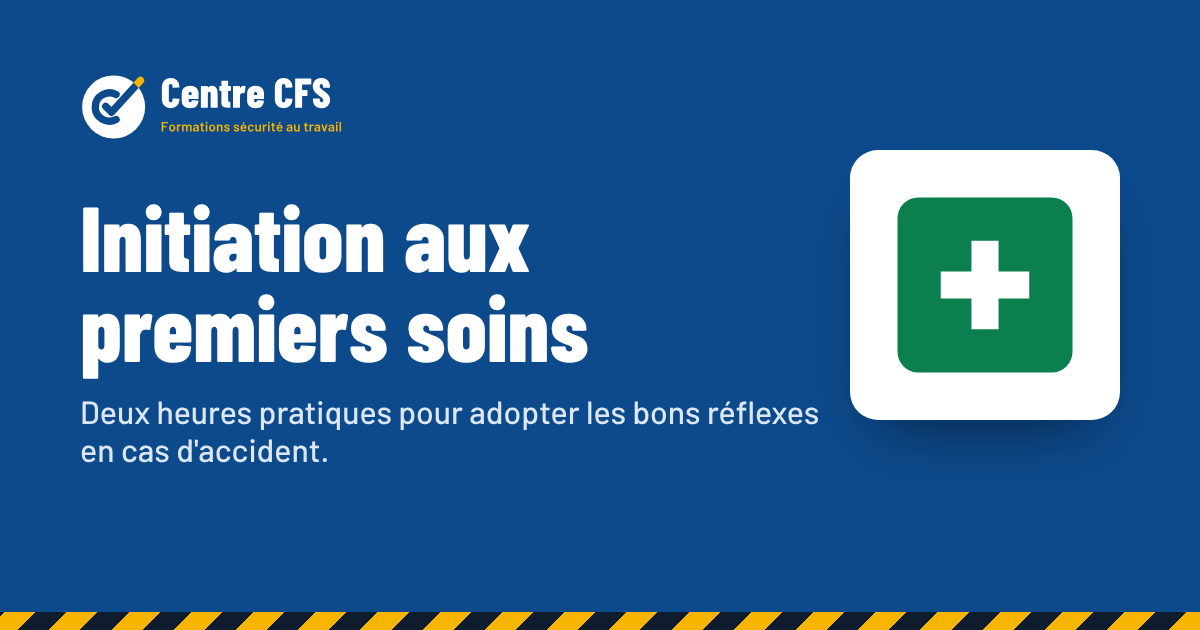 Centre CFS
Formations sécurité au travail
Initiation aux
premiers soins
Deux heures pratiques pour adopter les bons réflexes
en cas d'accident.